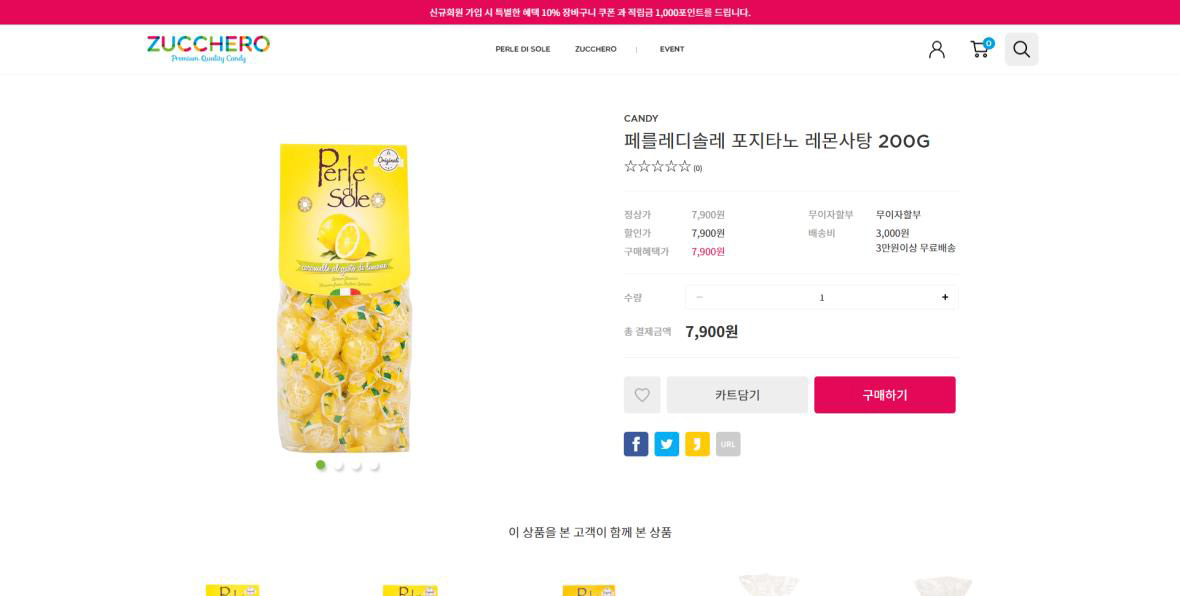 신규회원 가입 시 특별한 혜택 10% 장바구니 쿠폰 과 적립금 1,000포인트를 드립니다.
ZUCCHERO
Premium Quality Candy
PERLE DI SOLE
ZUCCHERO
|
EVENT
0
CANDY
페를레디솔레 포지타노 레몬사탕 200G
(0)
정상가 7,900원 무이자할부 무이자할부
할인가 7,900원 배송비 3,000원
3만원이상 무료배송
구매혜택가 7,900원
수량 − 1 +
총 결제금액 7,900원
카트담기
구매하기
URL
Original
Perle
di
Sole
caramelle al gusto di limone
이 상품을 본 고객이 함께 본 상품